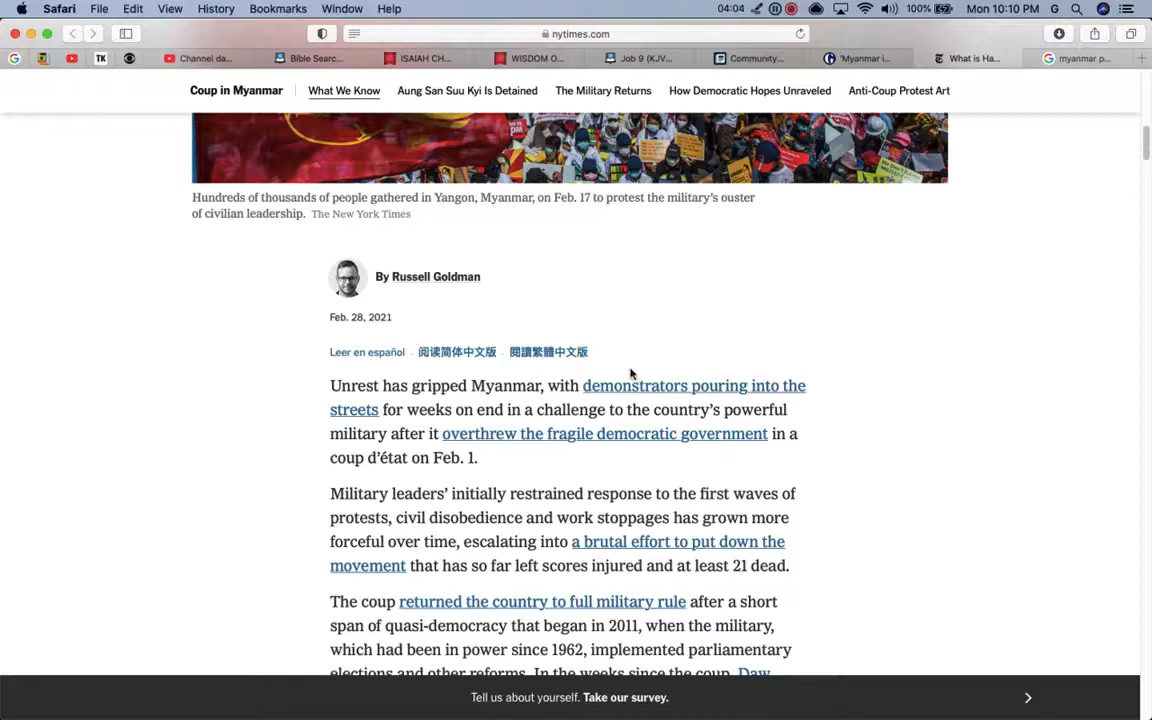 Safari File Edit View History Bookmarks Window Help 04:04 100% Mon 10:10 PM G
nytimes.com
TK Channel da... Bible Searc... ISAIAH CH... WISDOM O... Job 9 (KJV... Community... 'Myanmar i... What is Ha... myanmar p...
Coup in Myanmar What We Know Aung San Suu Kyi Is Detained The Military Returns How Democratic Hopes Unraveled Anti-Coup Protest Art
Hundreds of thousands of people gathered in Yangon, Myanmar, on Feb. 17 to protest the military's ouster
of civilian leadership. The New York Times
By Russell Goldman
Feb. 28, 2021
Leer en español · 阅读简体中文版 · 閱讀繁體中文版
Unrest has gripped Myanmar, with demonstrators pouring into the
streets for weeks on end in a challenge to the country's powerful
military after it overthrew the fragile democratic government in a
coup d'état on Feb. 1.
Military leaders' initially restrained response to the first waves of
protests, civil disobedience and work stoppages has grown more
forceful over time, escalating into a brutal effort to put down the
movement that has so far left scores injured and at least 21 dead.
The coup returned the country to full military rule after a short
span of quasi-democracy that began in 2011, when the military,
which had been in power since 1962, implemented parliamentary
elections and other reforms. In the weeks since the coup, Daw
Tell us about yourself. Take our survey.